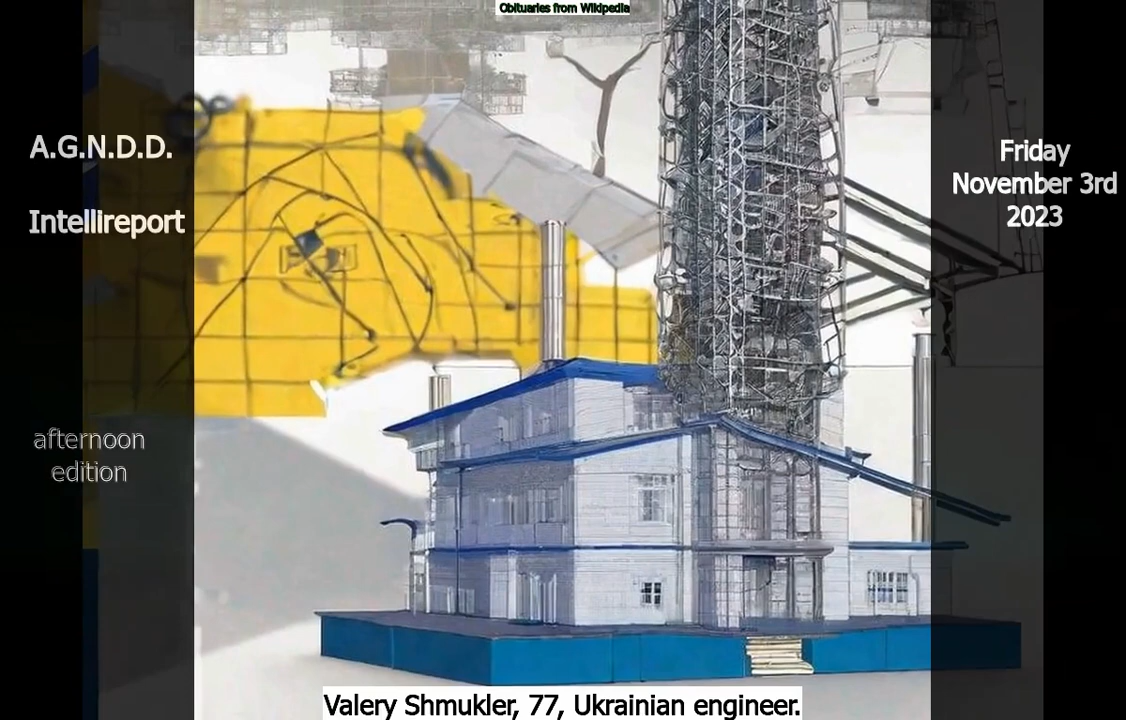 Obituaries from Wikipedia
A.G.N.D.D.
Intellireport
afternoon
edition
Friday
November 3rd
2023
Valery Shmukler, 77, Ukrainian engineer.